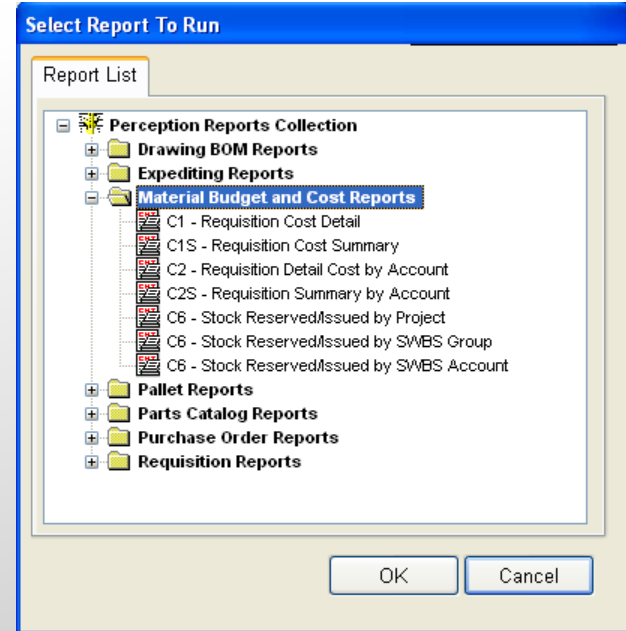 Select Report To Run
Report List
Perception Reports Collection
Drawing BOM Reports
Expediting Reports
Material Budget and Cost Reports
C1 - Requisition Cost Detail
C1S - Requisition Cost Summary
C2 - Requisition Detail Cost by Account
C2S - Requisition Summary by Account
C6 - Stock Reserved/Issued by Project
C6 - Stock Reserved/Issued by SWBS Group
C6 - Stock Reserved/Issued by SWBS Account
Pallet Reports
Parts Catalog Reports
Purchase Order Reports
Requisition Reports
OK Cancel